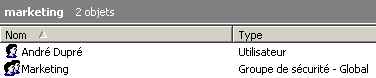 marketing 2 objets
Nom Type
André Dupré Utilisateur
Marketing Groupe de sécurité - Global